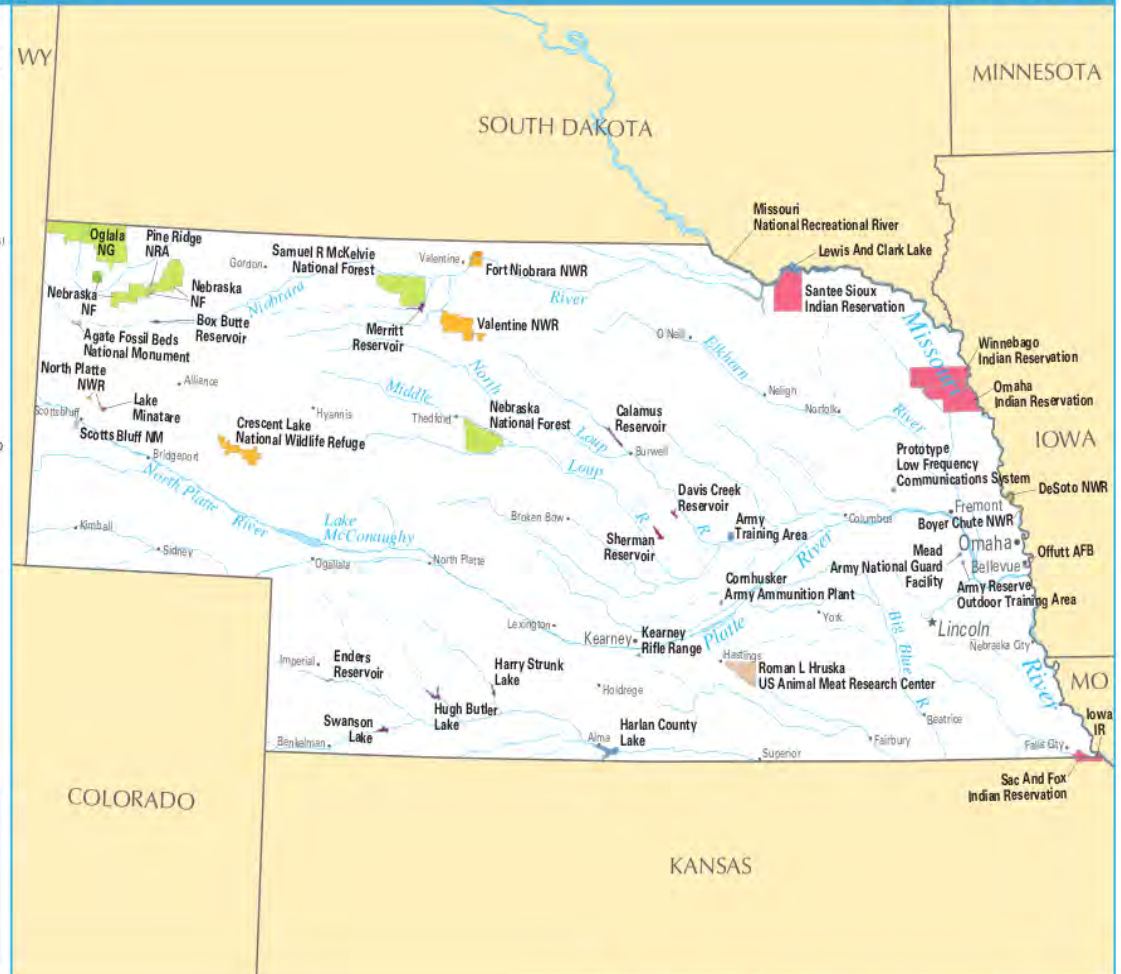 WY
MINNESOTA
SOUTH DAKOTA
Missouri
National Recreational River
Lewis And Clark Lake
Oglala
NG
Pine Ridge
NRA
Gordon
Samuel R McKelvie
National Forest
Valentine
Fort Niobrara NWR
Nebraska
NF
Nebraska
NF
Niobrara
River
Santee Sioux
Indian Reservation
Box Butte
Reservoir
Merritt
Reservoir
Valentine NWR
Agate Fossil Beds
National Monument
O Neill
Elkhorn
River
Missouri
River
Winnebago
Indian Reservation
Omaha
Indian Reservation
North Platte
NWR
Lake
Minatare
Alliance
Scottsbluff
Scotts Bluff NM
Bridgeport
Hyannis
Crescent Lake
National Wildlife Refuge
Middle
Loup
R
North
Loup
R
Thedford
Nebraska
National Forest
Calamus
Reservoir
Burwell
Neligh
Norfolk
IOWA
Prototype
Low Frequency
Communications System
DeSoto NWR
North Platte
River
Lake
McConaughy
Kimball
Sidney
Ogallala
North Platte
Broken Bow
Davis Creek
Reservoir
Sherman
Reservoir
Army
Training Area
Columbus
Fremont
Boyer Chute NWR
Omaha
Bellevue
Offutt AFB
Mead
Army National Guard
Facility
Army Reserve
Outdoor Training Area
River
Platte
Cornhusker
Army Ammunition Plant
York
Big Blue
R
Lincoln
Nebraska City
Lexington
Kearney
Kearney
Rifle Range
Hastings
Roman L Hruska
US Animal Meat Research Center
Imperial
Enders
Reservoir
Harry Strunk
Lake
Hugh Butler
Lake
Holdrege
Swanson
Lake
Benkelman
Alma
Harlan County
Lake
Superior
Fairbury
Beatrice
Falls City
MO
Iowa
IR
Sac And Fox
Indian Reservation
COLORADO
KANSAS